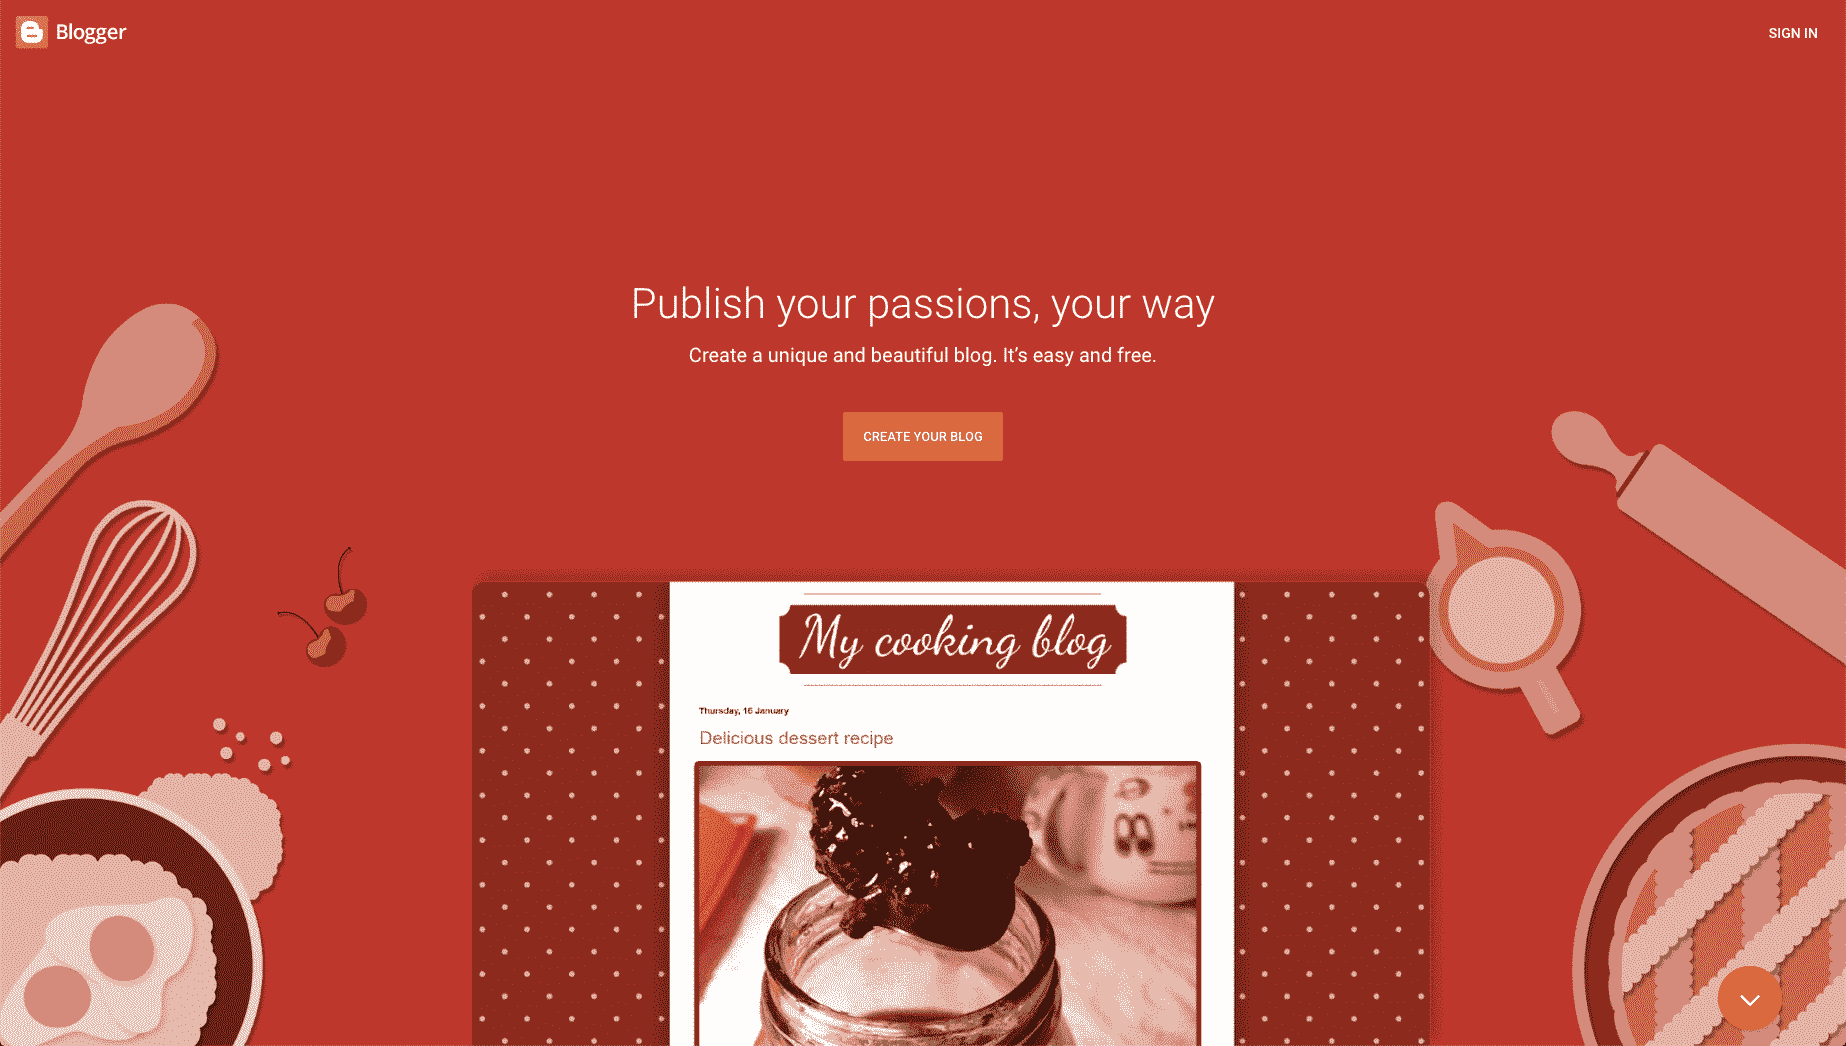 Blogger
SIGN IN
Publish your passions, your way
Create a unique and beautiful blog. It’s easy and free.
CREATE YOUR BLOG
My cooking blog
Thursday, 16 January
Delicious dessert recipe